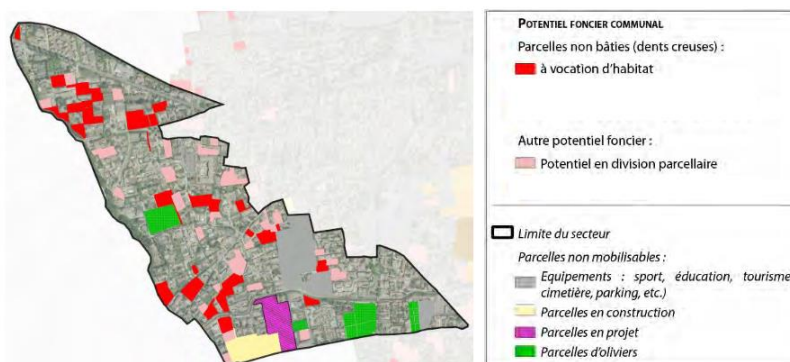 POTENTIEL FONCIER COMMUNAL
Parcelles non bâties (dents creuses) :
à vocation d'habitat
Autre potentiel foncier :
Potentiel en division parcellaire
Limite du secteur
Parcelles non mobilisables :
Equipements : sport, éducation, tourisme
cimetière, parking, etc.)
Parcelles en construction
Parcelles en projet
Parcelles d'oliviers